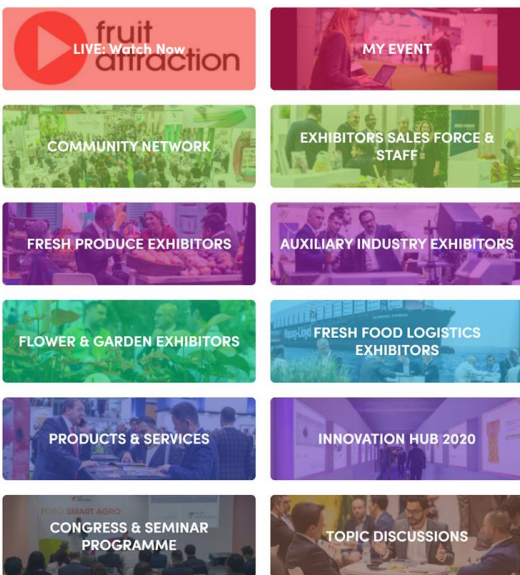 fruit
LIVE: Watch Now
attraction
MY EVENT
COMMUNITY NETWORK
EXHIBITORS SALES FORCE &
STAFF
FRESH PRODUCE EXHIBITORS
AUXILIARY INDUSTRY EXHIBITORS
FLOWER & GARDEN EXHIBITORS
FRESH FOOD LOGISTICS
EXHIBITORS
PRODUCTS & SERVICES
INNOVATION HUB 2020
CONGRESS & SEMINAR
PROGRAMME
TOPIC DISCUSSIONS